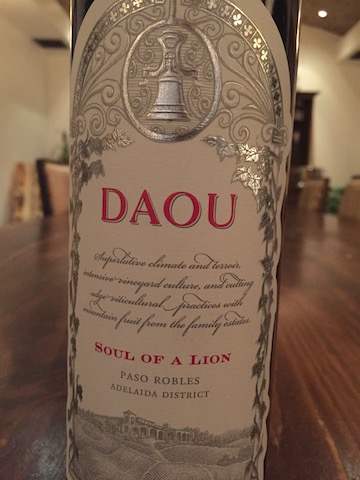 DAOU
Superlative climate and terroir,
intensive vineyard culture, and cutting
edge viticultural practices with
mountain fruit from the family estates.
SOUL OF A LION
PASO ROBLES
ADELAIDA DISTRICT